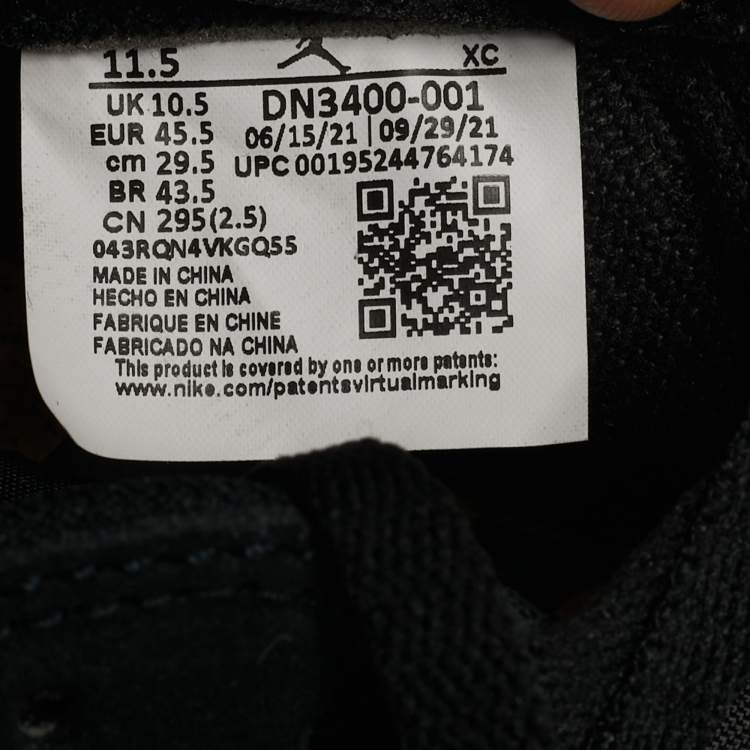 11.5 XC
UK 10.5 DN3400-001
EUR 45.5 06/15/21 | 09/29/21
cm 29.5 UPC 00195244764174
BR 43.5
CN 295(2.5)
043RQN4VKGQ55
MADE IN CHINA
HECHO EN CHINA
FABRIQUE EN CHINE
FABRICADO NA CHINA
This product is covered by one or more patents:
www.nike.com/patentsvirtualmarking